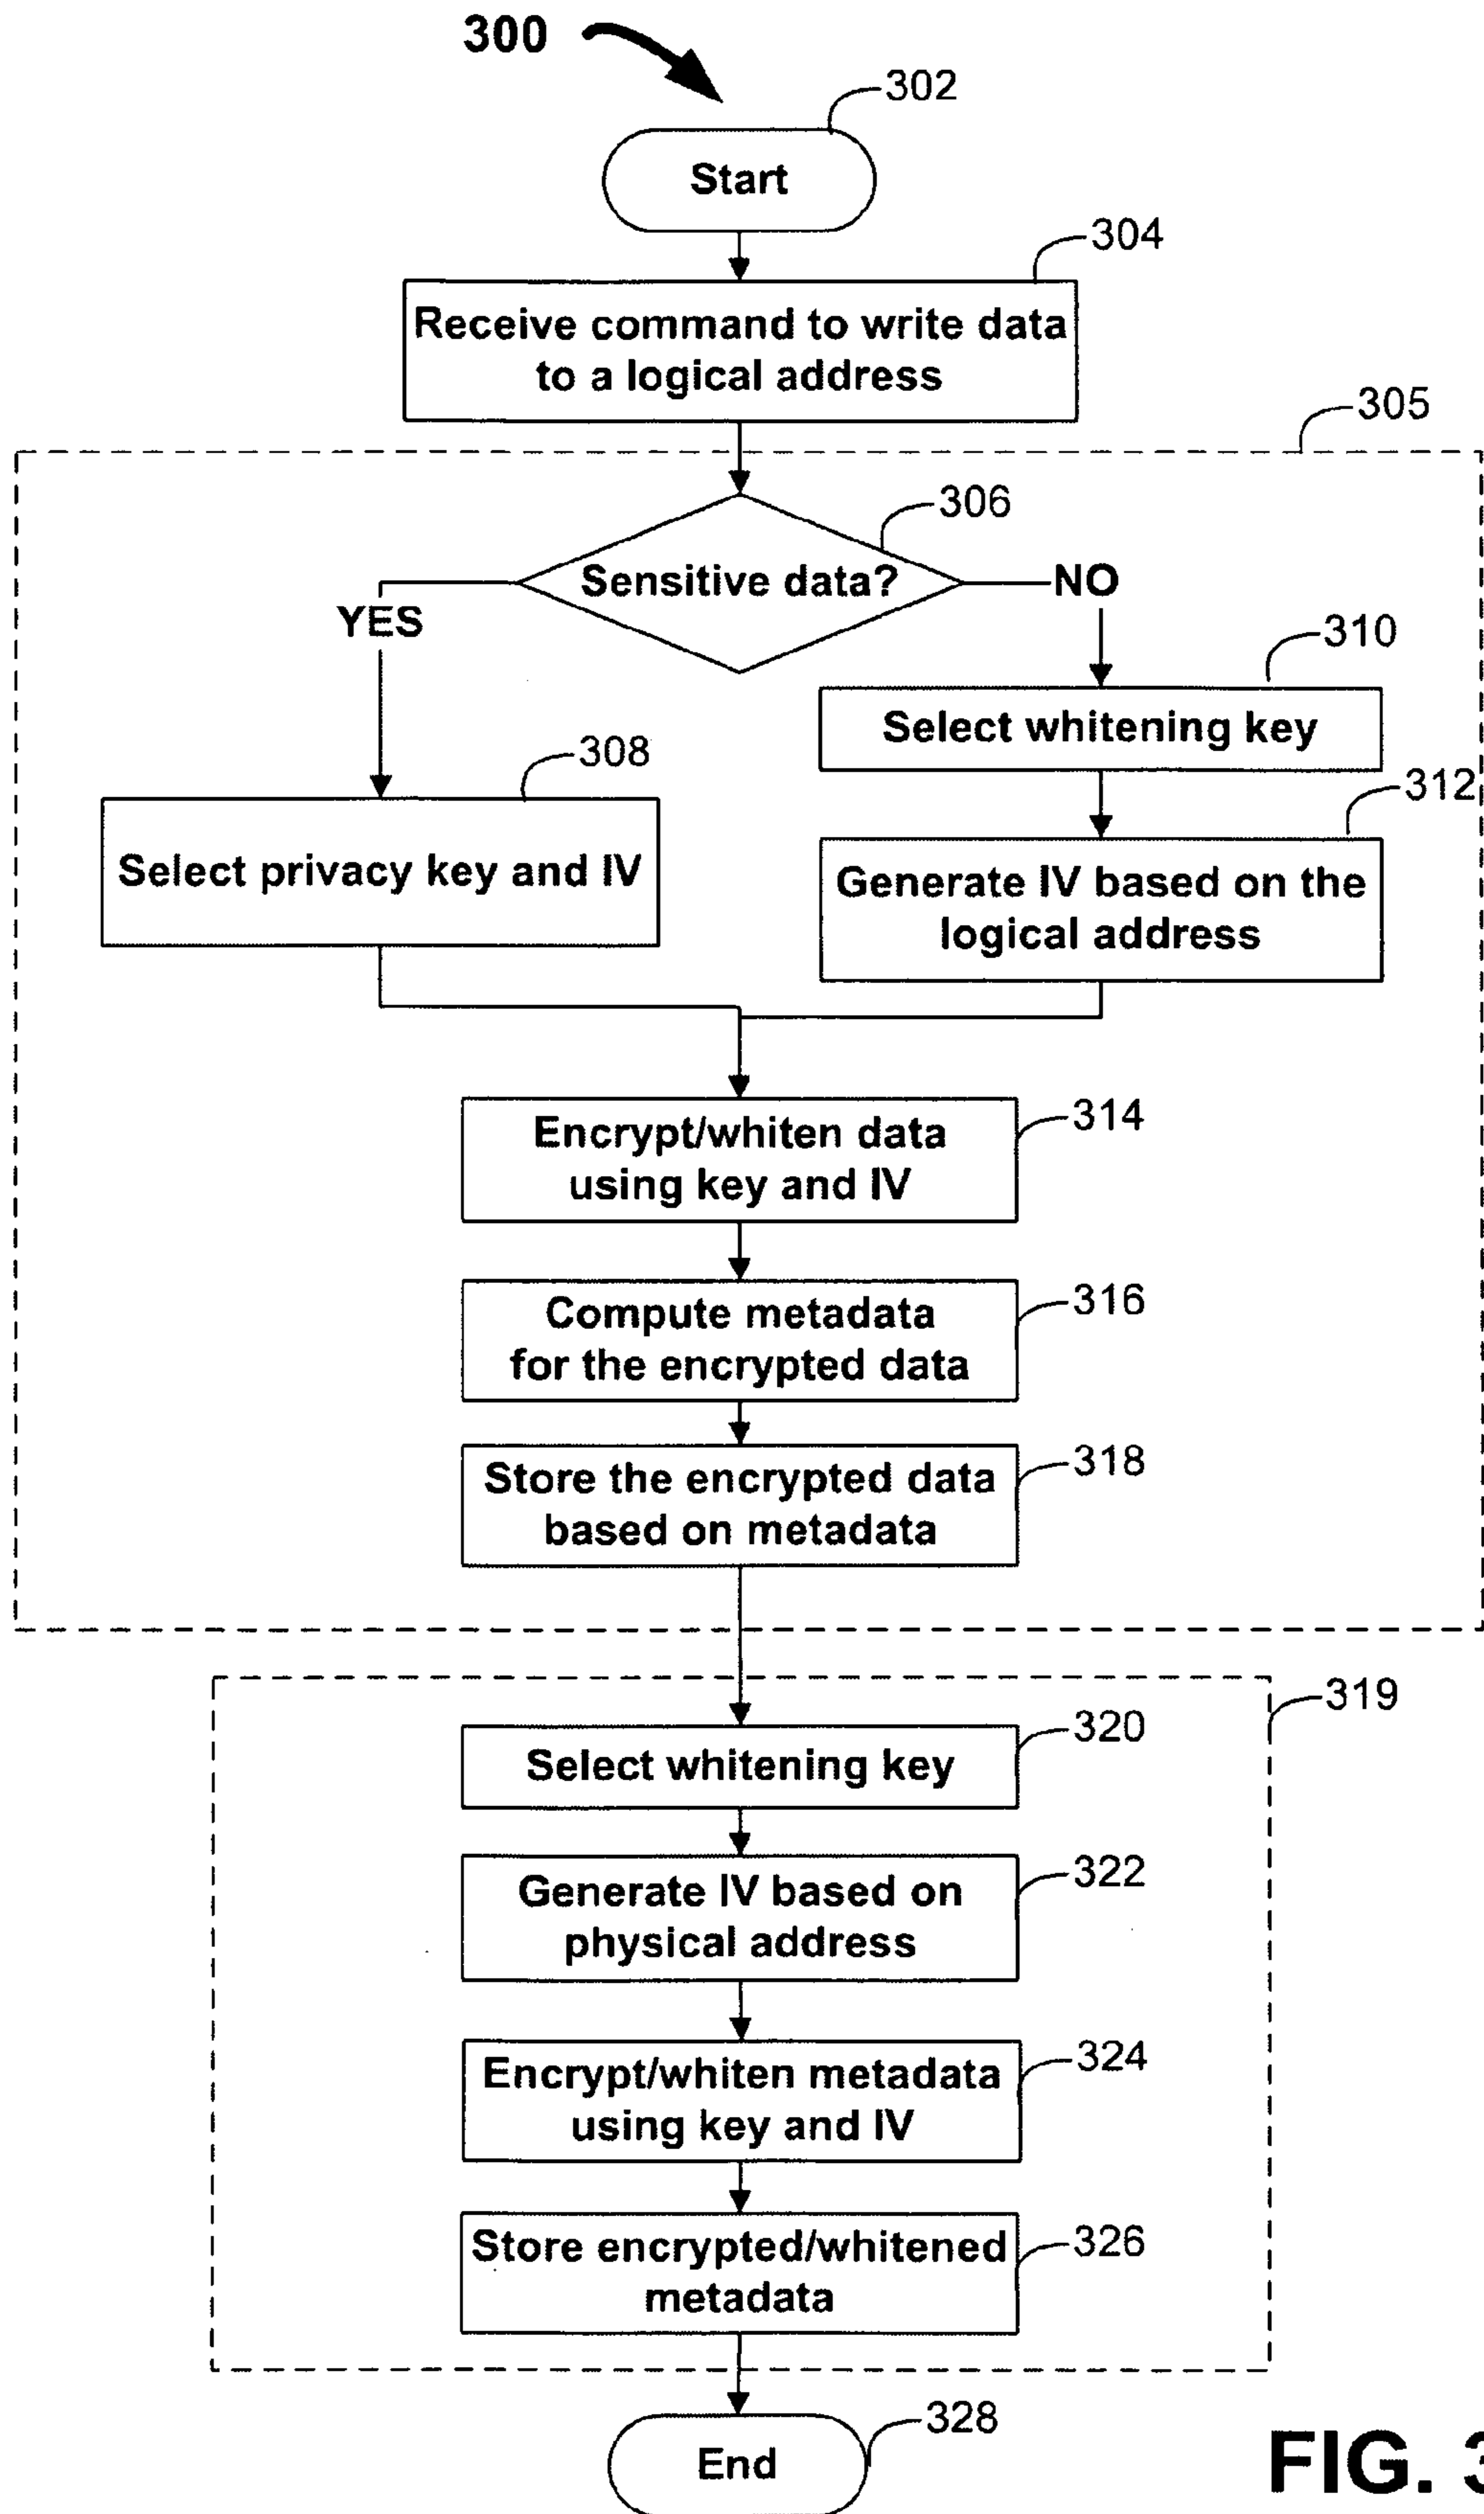 300
302
Start
304
Receive command to write data
to a logical address
305
306
Sensitive data?
YES
NO
310
Select whitening key
308
Select privacy key and IV
312
Generate IV based on the
logical address
Encrypt/whiten data
using key and IV
314
Compute metadata
for the encrypted data
316
Store the encrypted data
based on metadata
318
319
Select whitening key
320
Generate IV based on
physical address
322
Encrypt/whiten metadata
using key and IV
324
Store encrypted/whitened
metadata
326
End
328
FIG. 3